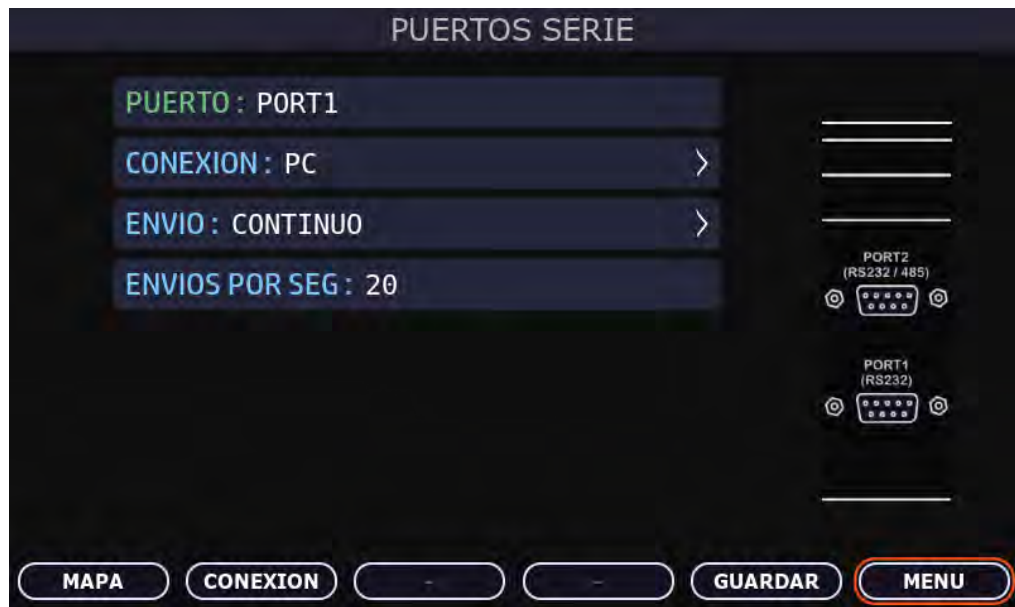 PUERTOS SERIE
PUERTO: PORT1
CONEXION: PC
ENVIO: CONTINUO
ENVIOS POR SEG: 20
PORT2
(RS232 / 485)
PORT1
(RS232)
MAPA CONEXION - - GUARDAR MENU